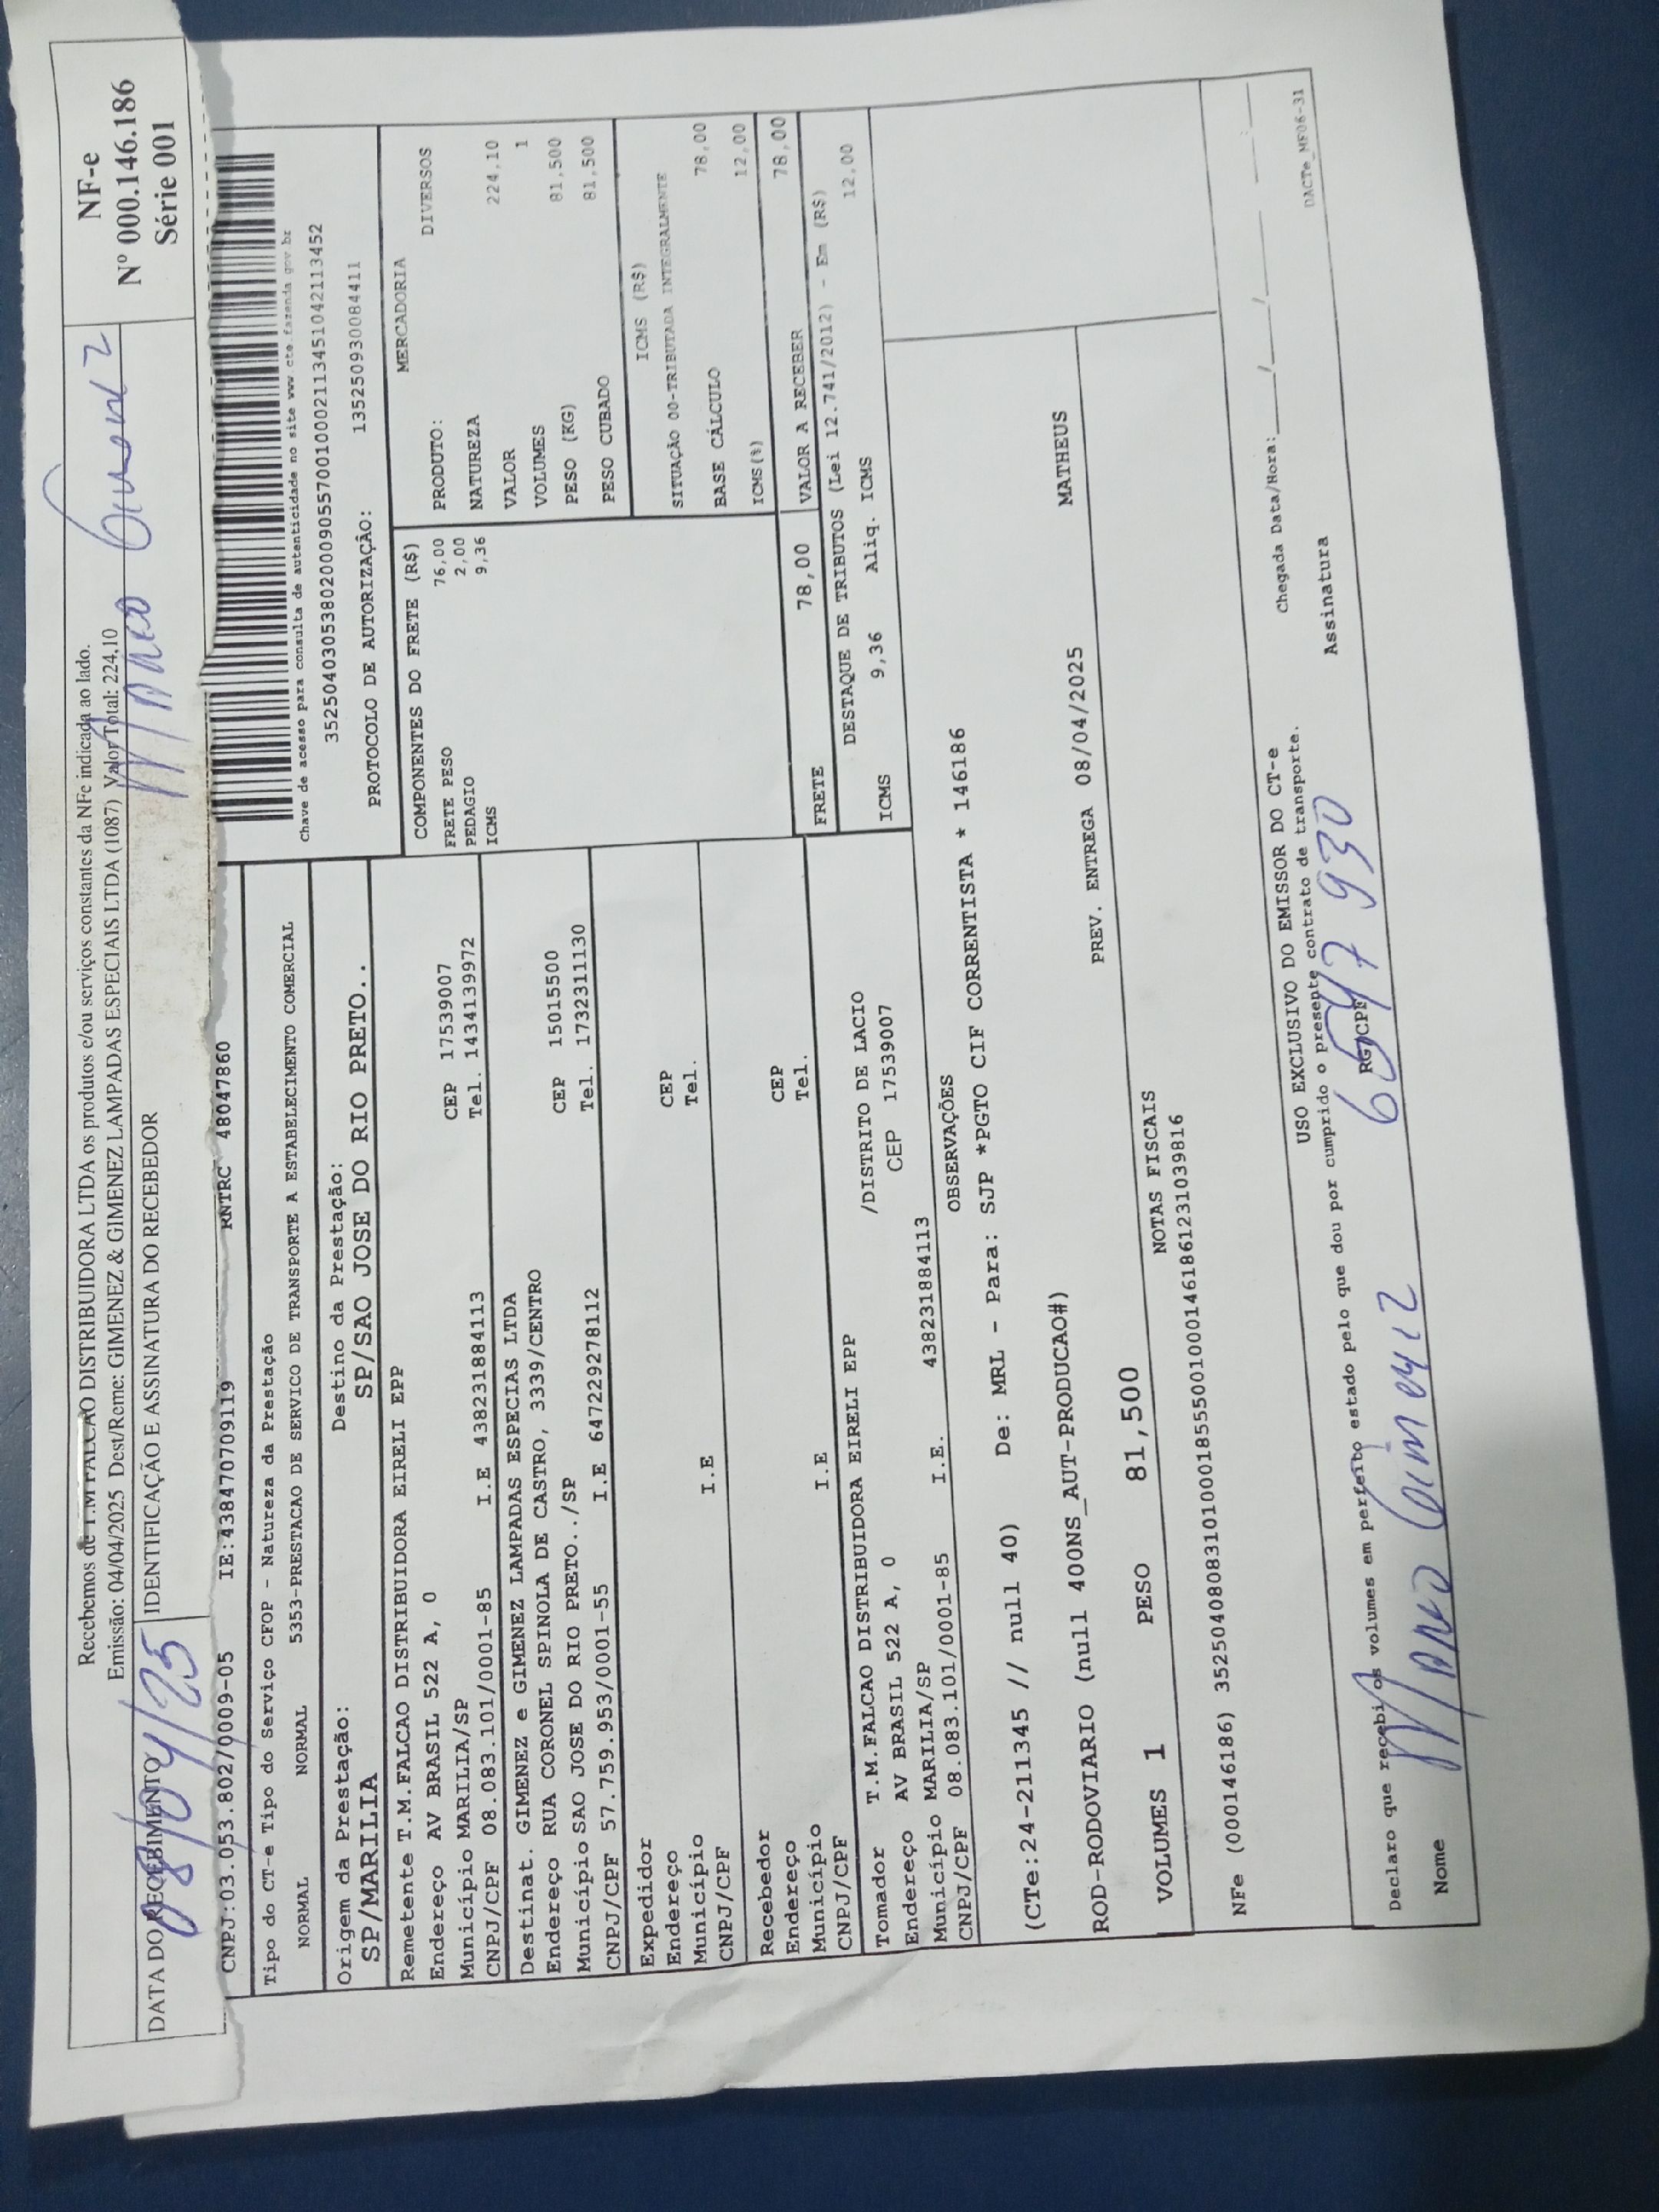 Recebemos de T.M FALCAO DISTRIBUIDORA LTDA os produtos e/ou serviços constantes da NFe indicada ao lado.
Emissão: 04/04/2025 Dest/Reme: GIMENEZ & GIMENEZ LAMPADAS ESPECIAIS LTDA (1087) Valor Total: 224,10
DATA DO RECEBIMENTO
08/04/25
IDENTIFICAÇÃO E ASSINATURA DO RECEBEDOR
NF-e
Nº 000.146.186
Série 001
CNPJ:03.053.802/0009-05 IE:438470709119 RNTRC 48047860
Tipo do CT-e Tipo do Serviço CFOP - Natureza da Prestação
NORMAL NORMAL 5353-PRESTACAO DE SERVICO DE TRANSPORTE A ESTABELECIMENTO COMERCIAL
Origem da Prestação: Destino da Prestação:
SP/MARILIA SP/SAO JOSE DO RIO PRETO..
Chave de acesso para consulta de autenticidade no site www.cte.fazenda.gov.br
35250403053802000905570010002113451042113452
PROTOCOLO DE AUTORIZAÇÃO: 135250930084411
Remetente T.M.FALCAO DISTRIBUIDORA EIRELI EPP
Endereço AV BRASIL 522 A, 0 CEP 17539007
Município MARILIA/SP Tel. 1434139972
CNPJ/CPF 08.083.101/0001-85 I.E 438231884113
Destinat. GIMENEZ e GIMENEZ LAMPADAS ESPECIAS LTDA
Endereço RUA CORONEL SPINOLA DE CASTRO, 3339/CENTRO CEP 15015500
Município SAO JOSE DO RIO PRETO../SP Tel. 1732311130
CNPJ/CPF 57.759.953/0001-55 I.E 647229278112
Expedidor
Endereço CEP
Município Tel.
CNPJ/CPF I.E
Recebedor
Endereço CEP
Município Tel.
CNPJ/CPF I.E
Tomador T.M.FALCAO DISTRIBUIDORA EIRELI EPP
Endereço AV BRASIL 522 A, 0 /DISTRITO DE LACIO
Município MARILIA/SP CEP 17539007
CNPJ/CPF 08.083.101/0001-85 I.E. 438231884113
COMPONENTES DO FRETE (R$)
FRETE PESO 76,00
PEDAGIO 2,00
ICMS 9,36
MERCADORIA
PRODUTO: DIVERSOS
NATUREZA
VALOR 224,10
VOLUMES 1
PESO (KG) 81,500
PESO CUBADO 81,500
ICMS (R$)
SITUAÇÃO 00-TRIBUTADA INTEGRALMENTE
BASE CÁLCULO 78,00
ICMS(%) 12,00
FRETE 78,00 VALOR A RECEBER 78,00
DESTAQUE DE TRIBUTOS (Lei 12.741/2012) - Em (R$)
ICMS 9,36 Aliq. ICMS 12,00
OBSERVAÇÕES
(CTe:24-2111345 // null 40) De: MRL - Para: SJP *PGTO CIF CORRENTISTA * 146186
ROD-RODOVIARIO (null 400NS_AUT-PRODUCAO#) PREV. ENTREGA 08/04/2025 MATHEUS
VOLUMES 1 PESO 81,500
NOTAS FISCAIS
NFe (000146186) 35250408083101000185550010001461861231039816
USO EXCLUSIVO DO EMISSOR DO CT-e
Declaro que recebi os volumes em perfeito estado pelo que dou por cumprido o presente contrato de transporte.
Chegada Data/Hora:___/___/___ __:__
Nome RG/CPF Assinatura
6547930
DACTe_MF06-31